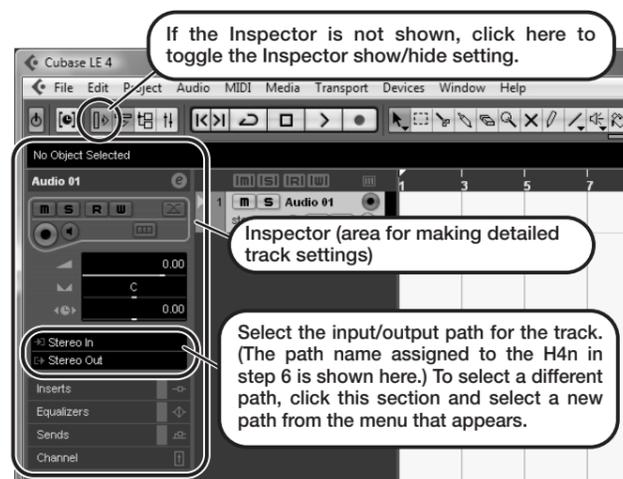 If the Inspector is not shown, click here to
toggle the Inspector show/hide setting.
Cubase LE 4
File Edit Project Audio MIDI Media Transport Devices Window Help
No Object Selected
Audio 01 e
m S R W
m S R W
1 m S Audio 01
1 3 5 7
Inspector (area for making detailed
track settings)
0.00
C
0.00
Stereo In
Stereo Out
Select the input/output path for the track.
(The path name assigned to the H4n in
step 6 is shown here.) To select a different
path, click this section and select a new
path from the menu that appears.
Inserts
Equalizers
Sends
Channel